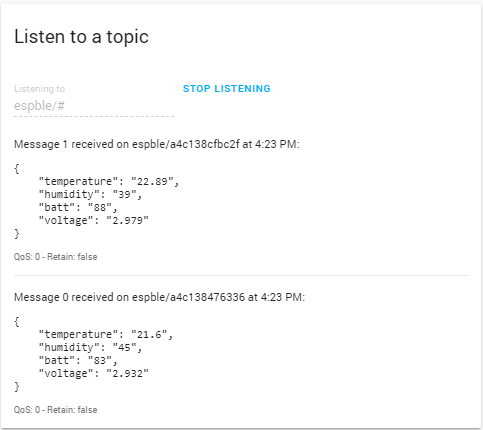 Listen to a topic
Listening to
espble/#
STOP LISTENING
Message 1 received on espble/a4c138cfbc2f at 4:23 PM:
{
    "temperature": "22.89",
    "humidity": "39",
    "batt": "88",
    "voltage": "2.979"
}
QoS: 0 - Retain: false
Message 0 received on espble/a4c138476336 at 4:23 PM:
{
    "temperature": "21.6",
    "humidity": "45",
    "batt": "83",
    "voltage": "2.932"
}
QoS: 0 - Retain: false